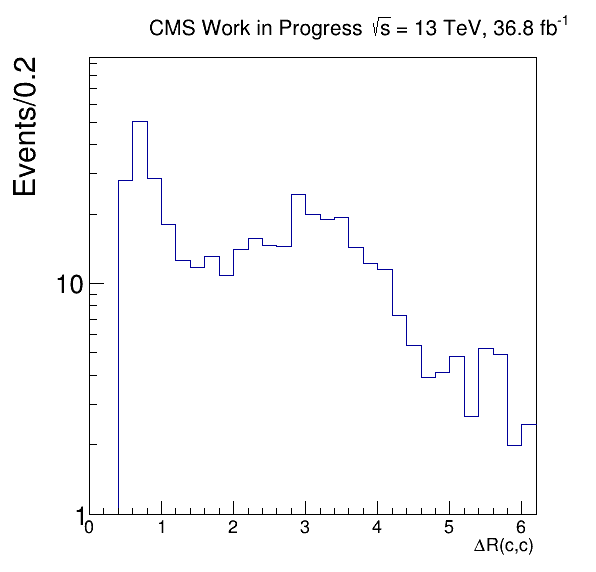 CMS Work in Progress √s = 13 TeV, 36.8 fb⁻¹
Events/0.2
10
1
0 1 2 3 4 5 6
ΔR(c,c)